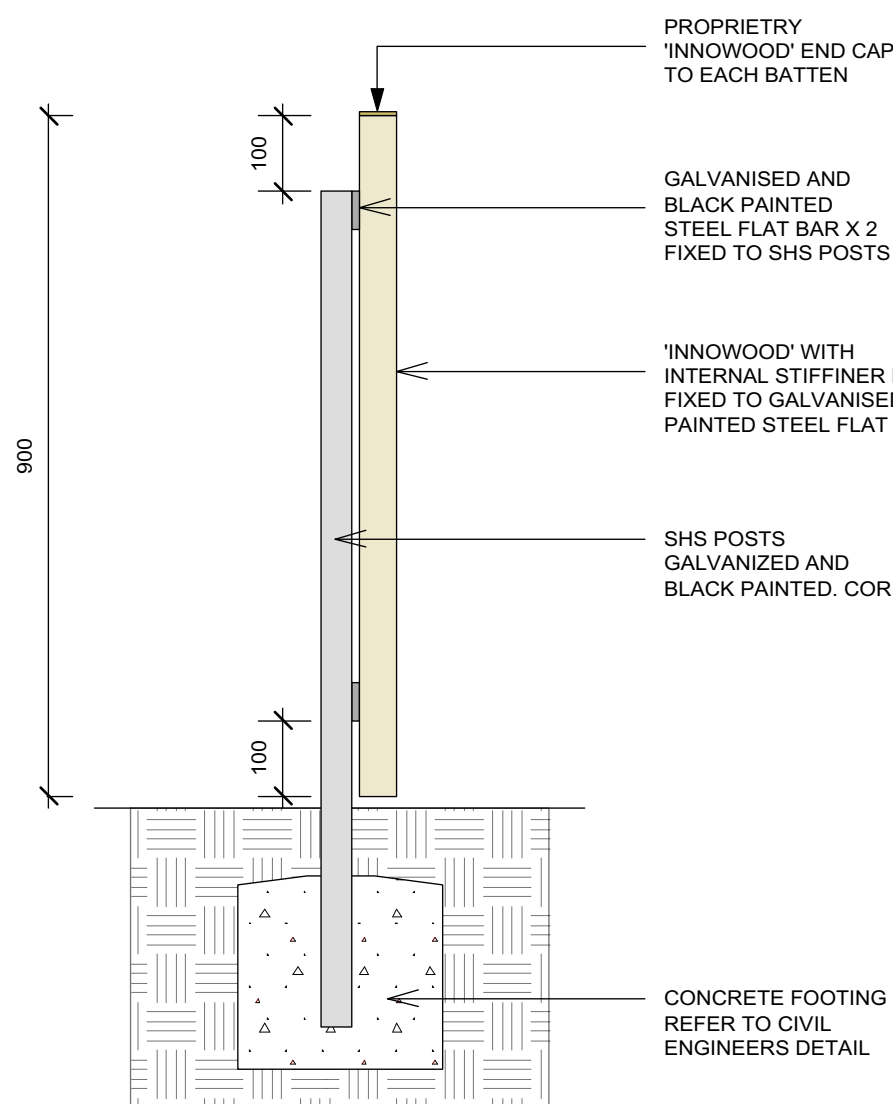 PROPRIETRY
'INNOWOOD' END CAP
TO EACH BATTEN
100
GALVANISED AND
BLACK PAINTED
STEEL FLAT BAR X 2
FIXED TO SHS POSTS
'INNOWOOD' WITH
INTERNAL STIFFINER
FIXED TO
PAINTED STEEL FLAT
900
SHS POSTS
GALVANIZED AND
BLACK PAINTED.
100
CONCRETE FOOTING
REFER TO CIVIL
ENGINEERS DETAIL